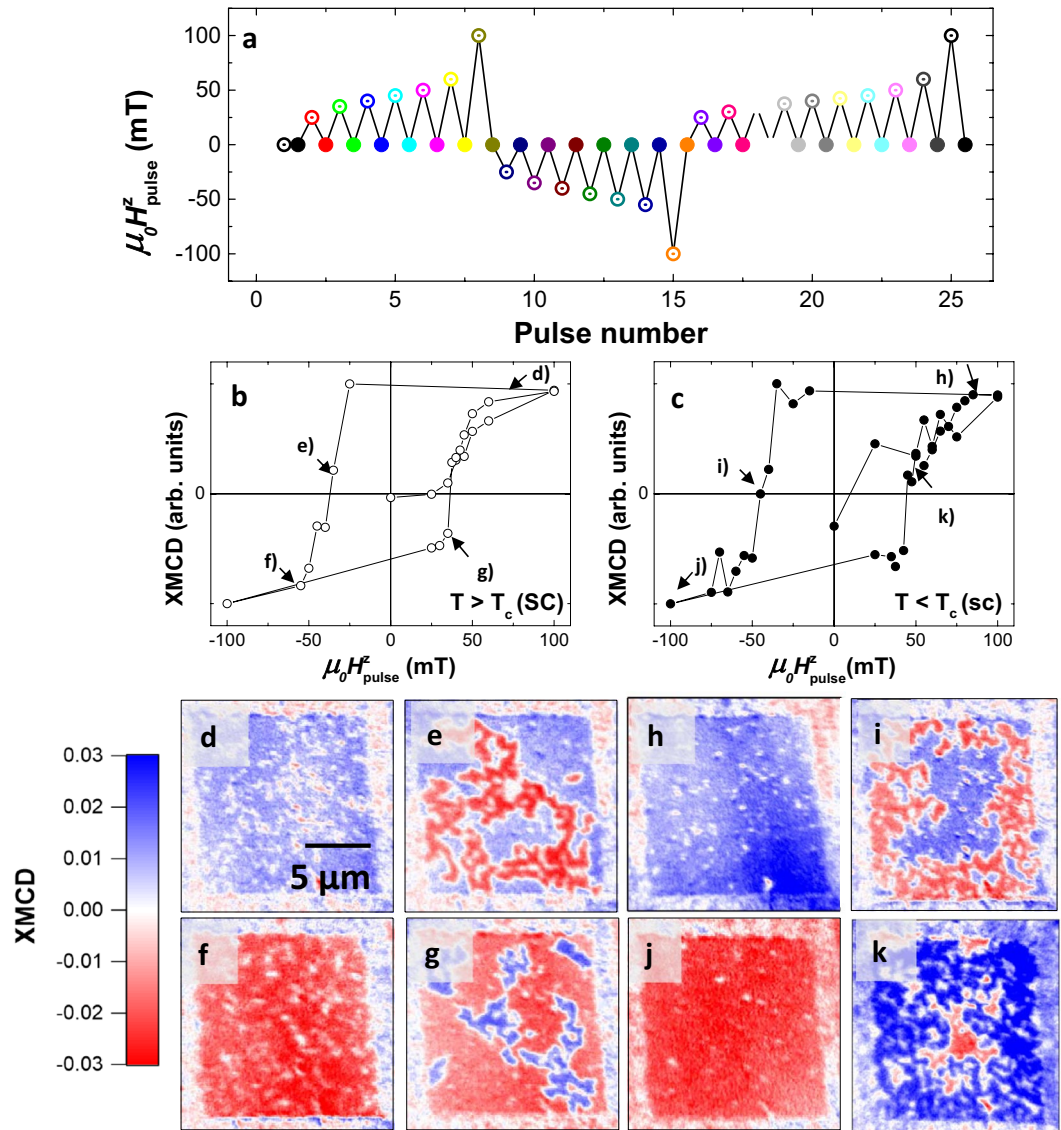 a
100
50
0
-50
-100
μ₀Hᶻpulse (mT)
0 5 10 15 20 25
Pulse number
b
d)
e)
f)
g)
0
XMCD (arb. units)
T > Tc (SC)
-100 -50 0 50 100
μ₀Hᶻpulse (mT)
c
h)
i)
j)
k)
0
XMCD (arb. units)
T < Tc (sc)
-100 -50 0 50 100
μ₀Hᶻpulse (mT)
0.03
0.02
0.01
0.00
-0.01
-0.02
-0.03
XMCD
d
5 μm
e
h
i
f
g
j
k